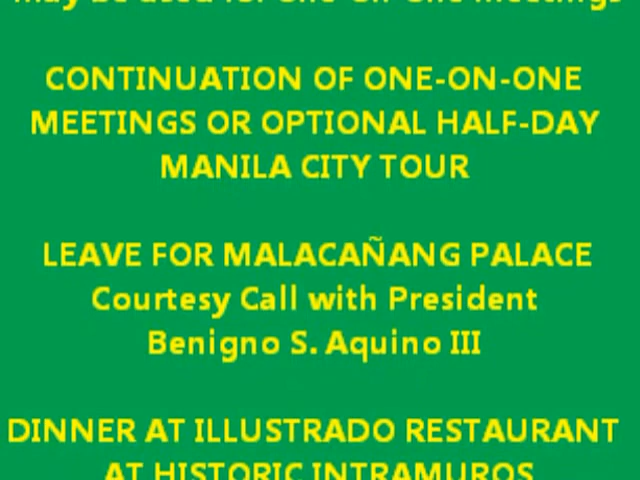 may be used for one-on-one meetings
CONTINUATION OF ONE-ON-ONE
MEETINGS OR OPTIONAL HALF-DAY
MANILA CITY TOUR
LEAVE FOR MALACAÑANG PALACE
Courtesy Call with President
Benigno S. Aquino III
DINNER AT ILLUSTRADO RESTAURANT
AT HISTORIC INTRAMUROS